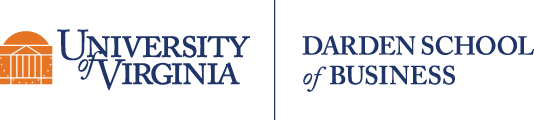 UNIVERSITY
of VIRGINIA
DARDEN SCHOOL
of BUSINESS